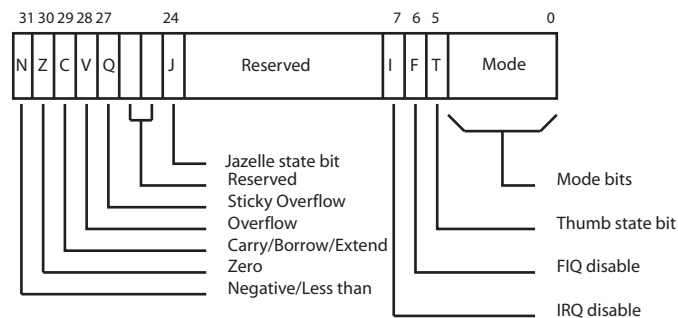 31 30 29 28 27 24 7 6 5 0
N Z C V Q J Reserved I F T Mode
Jazelle state bit
Reserved
Sticky Overflow
Overflow
Carry/Borrow/Extend
Zero
Negative/Less than
Mode bits
Thumb state bit
FIQ disable
IRQ disable